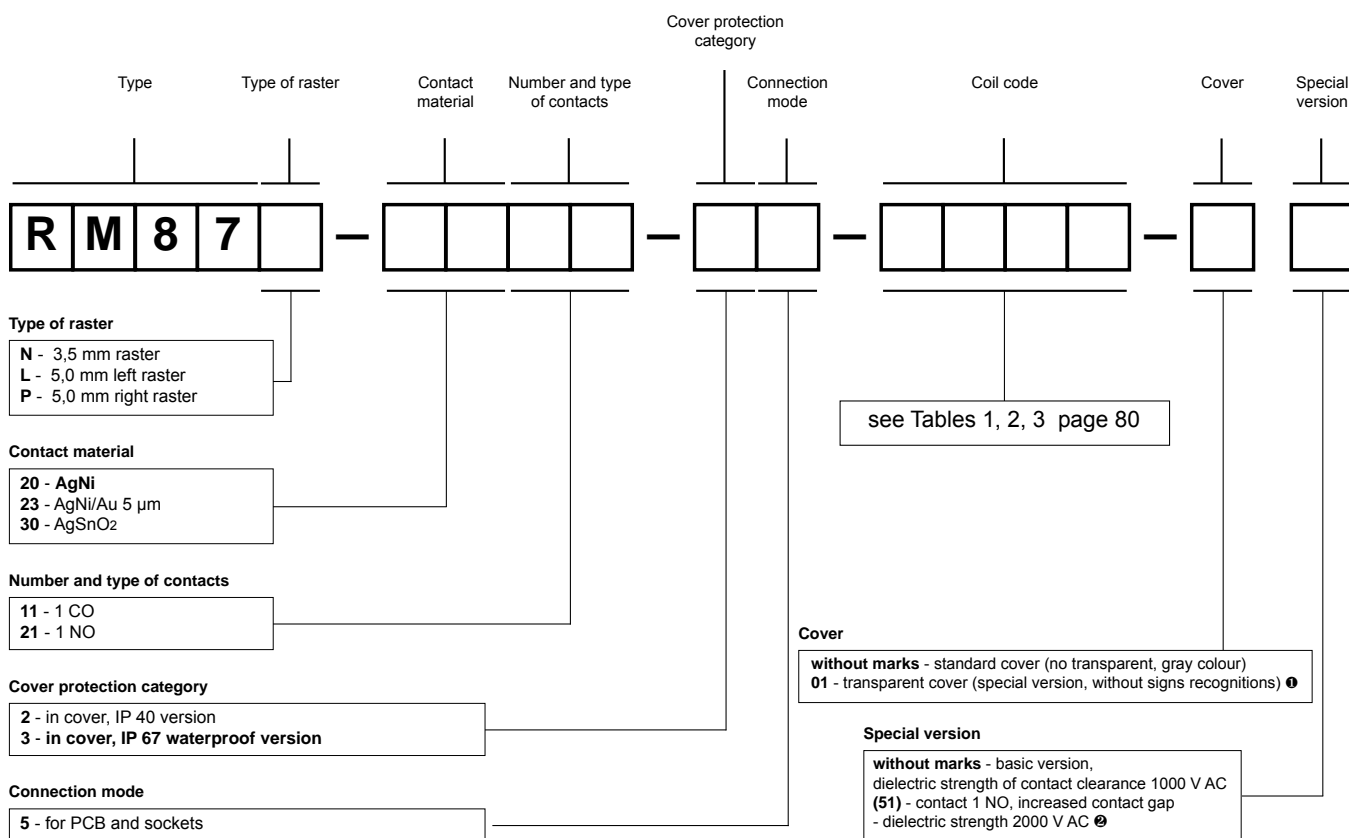 Cover protection
category
Type
Type of raster
Contact
material
Number and type
of contacts
Connection
mode
Coil code
Cover
Special
version
R M 8 7 – – – –
Type of raster
N - 3,5 mm raster
L - 5,0 mm left raster
P - 5,0 mm right raster
see Tables 1, 2, 3 page 80
Contact material
20 - AgNi
23 - AgNi/Au 5 µm
30 - AgSnO2
Number and type of contacts
11 - 1 CO
21 - 1 NO
Cover
without marks - standard cover (no transparent, gray colour)
01 - transparent cover (special version, without signs recognitions) ❶
Cover protection category
2 - in cover, IP 40 version
3 - in cover, IP 67 waterproof version
Special version
without marks - basic version,
dielectric strength of contact clearance 1000 V AC
(51) - contact 1 NO, increased contact gap
- dielectric strength 2000 V AC ❷
Connection mode
5 - for PCB and sockets